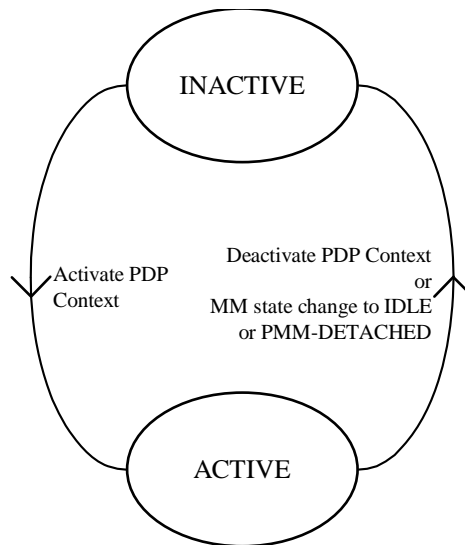 INACTIVE
Activate PDP
Context
Deactivate PDP Context
or
MM state change to IDLE
or PMM-DETACHED
ACTIVE